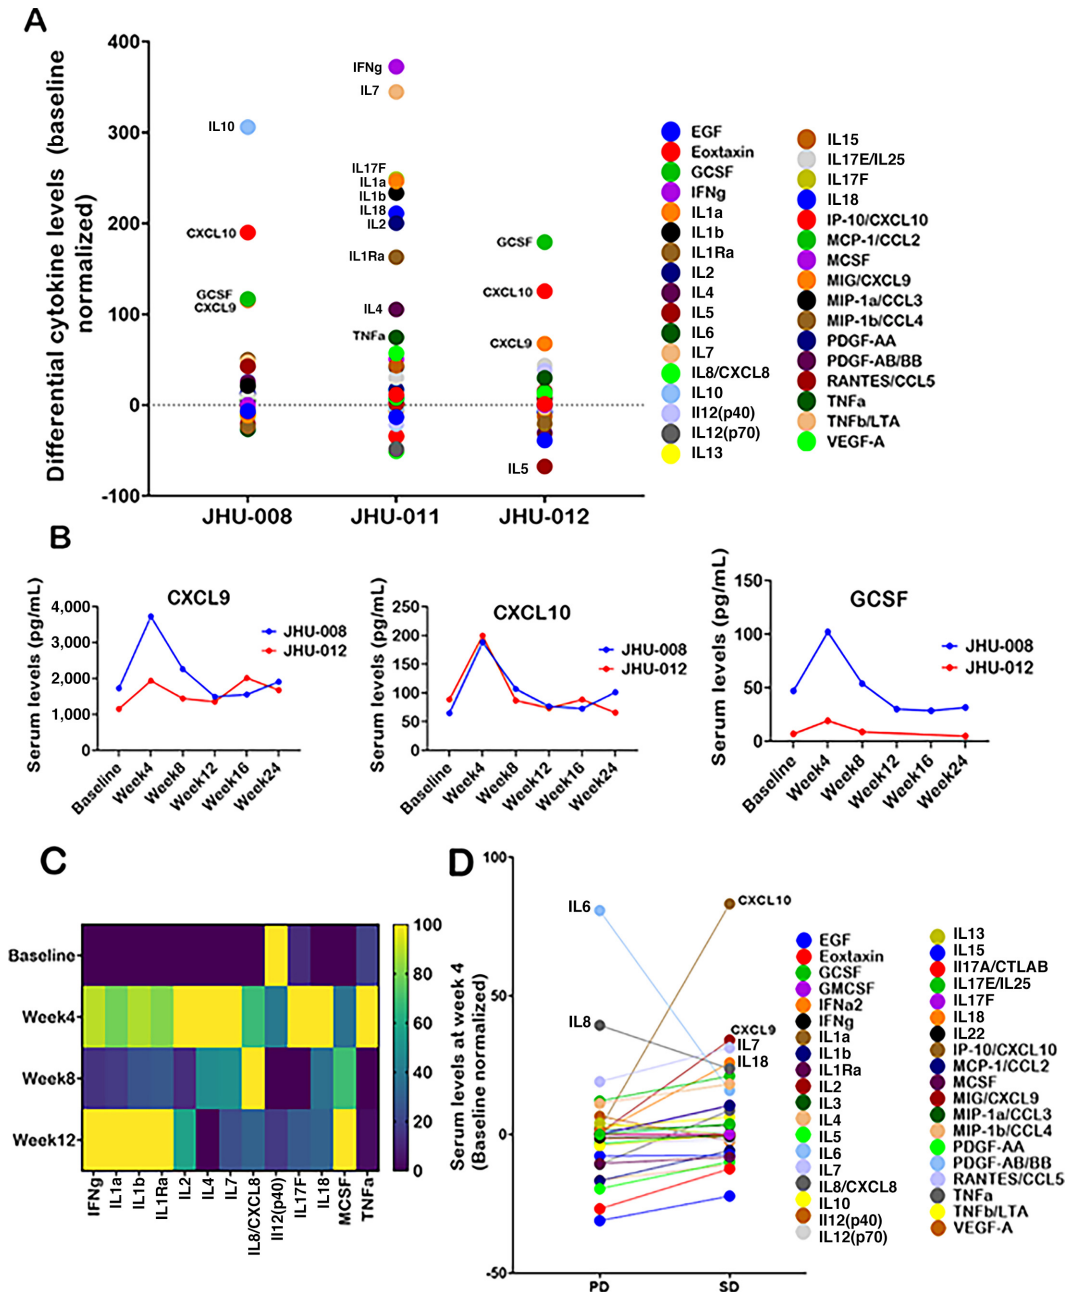 A
Differential cytokine levels (baseline
normalized)
400
300
200
100
0
-100
IL10
CXCL10
GCSF
CXCL9
IFNg
IL7
IL17F
IL1a
IL1b
IL18
IL2
IL1Ra
IL4
TNFa
GCSF
CXCL10
CXCL9
IL5
JHU-008
JHU-011
JHU-012
EGF
Eoxtaxin
GCSF
IFNg
IL1a
IL1b
IL1Ra
IL2
IL4
IL5
IL6
IL7
IL8/CXCL8
IL10
Il12(p40)
IL12(p70)
IL13
IL15
IL17E/IL25
IL17F
IL18
IP-10/CXCL10
MCP-1/CCL2
MCSF
MIG/CXCL9
MIP-1a/CCL3
MIP-1b/CCL4
PDGF-AA
PDGF-AB/BB
RANTES/CCL5
TNFa
TNFb/LTA
VEGF-A
B
CXCL9
Serum levels (pg/mL)
4,000
3,000
2,000
1,000
0
JHU-008
JHU-012
Baseline
Week4
Week8
Week12
Week16
Week24
CXCL10
Serum levels (pg/mL)
250
200
150
100
50
0
JHU-008
JHU-012
Baseline
Week4
Week8
Week12
Week16
Week24
GCSF
Serum levels (pg/mL)
150
100
50
0
JHU-008
JHU-012
Baseline
Week4
Week8
Week12
Week16
Week24
C
Baseline
Week4
Week8
Week12
IFNg
IL1a
IL1b
IL1Ra
IL2
IL4
IL7
IL8/CXCL8
Il12(p40)
IL17F
IL18
MCSF
TNFa
100
80
60
40
20
0
D
Serum levels at week 4
(Baseline normalized)
100
50
0
-50
IL6
IL8
CXCL10
CXCL9
IL7
IL18
PD
SD
EGF
Eoxtaxin
GCSF
GMCSF
IFNa2
IFNg
IL1a
IL1b
IL1Ra
IL2
IL3
IL4
IL5
IL6
IL7
IL8/CXCL8
IL10
Il12(p40)
IL12(p70)
IL13
IL15
Il17A/CTLAB
IL17E/IL25
IL17F
IL18
IL22
IP-10/CXCL10
MCP-1/CCL2
MCSF
MIG/CXCL9
MIP-1a/CCL3
MIP-1b/CCL4
PDGF-AA
PDGF-AB/BB
RANTES/CCL5
TNFa
TNFb/LTA
VEGF-A